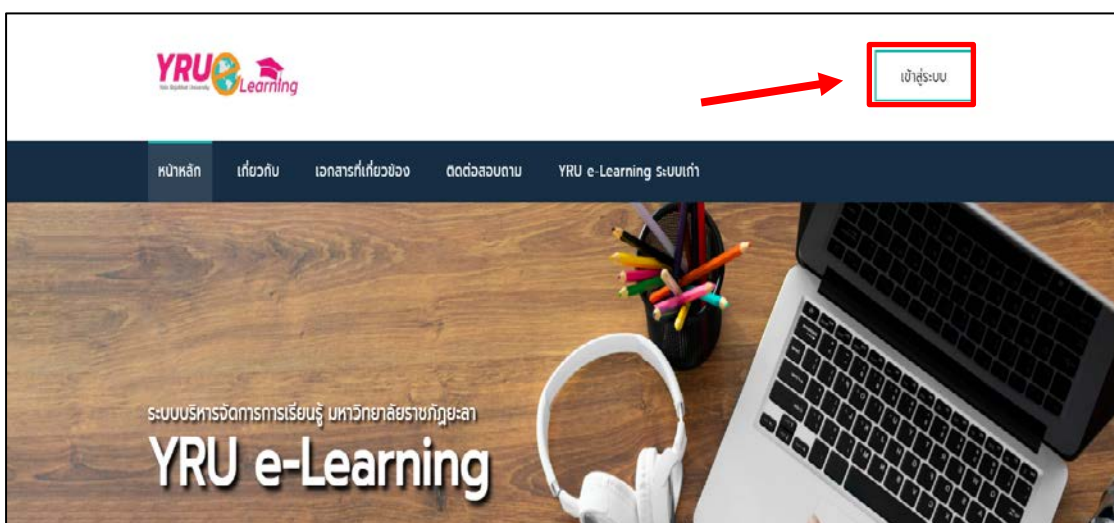 YRUe Learning
Yala Rajabhat University
เข้าสู่ระบบ
หน้าหลัก เกี่ยวกับ เอกสารที่เกี่ยวข้อง ติดต่อสอบถาม YRU e-Learning ระบบเก่า
ระบบบริหารจัดการการเรียนรู้ มหาวิทยาลัยราชภัฏยะลา
YRU e-Learning